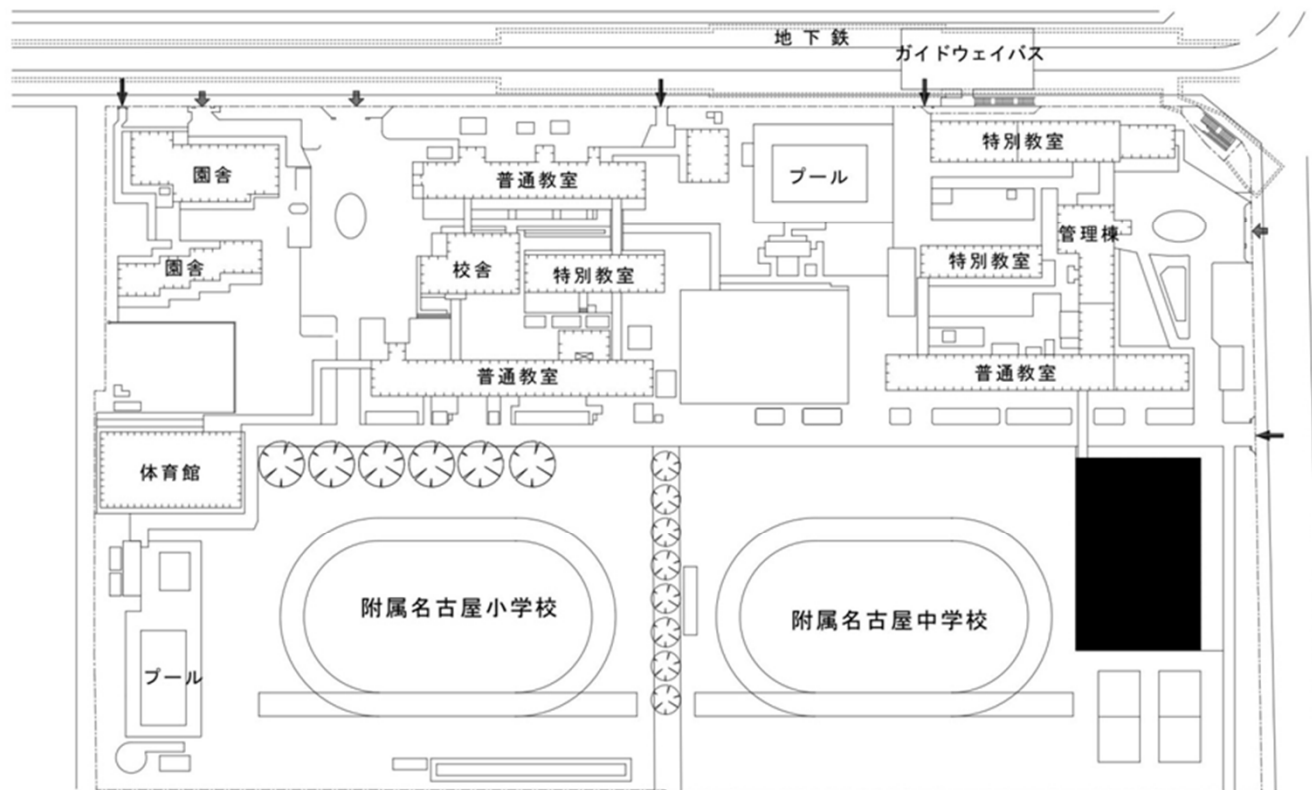 地下鉄
ガイドウェイバス
特別教室
園舎
普通教室
プール
管理棟
園舎
校舎
特別教室
特別教室
普通教室
普通教室
体育館
附属名古屋小学校
附属名古屋中学校
プール